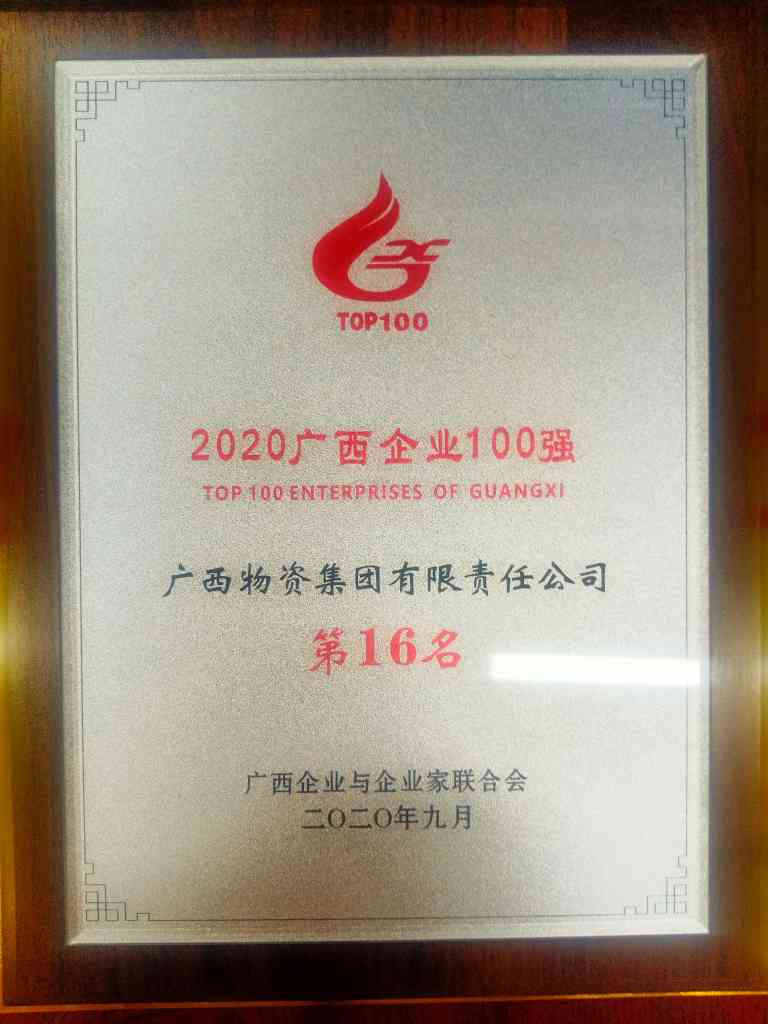 TOP100
2020广西企业100强
TOP 100 ENTERPRISES OF GUANGXI
广西物资集团有限责任公司
第16名
广西企业与企业家联合会
二〇二〇年九月